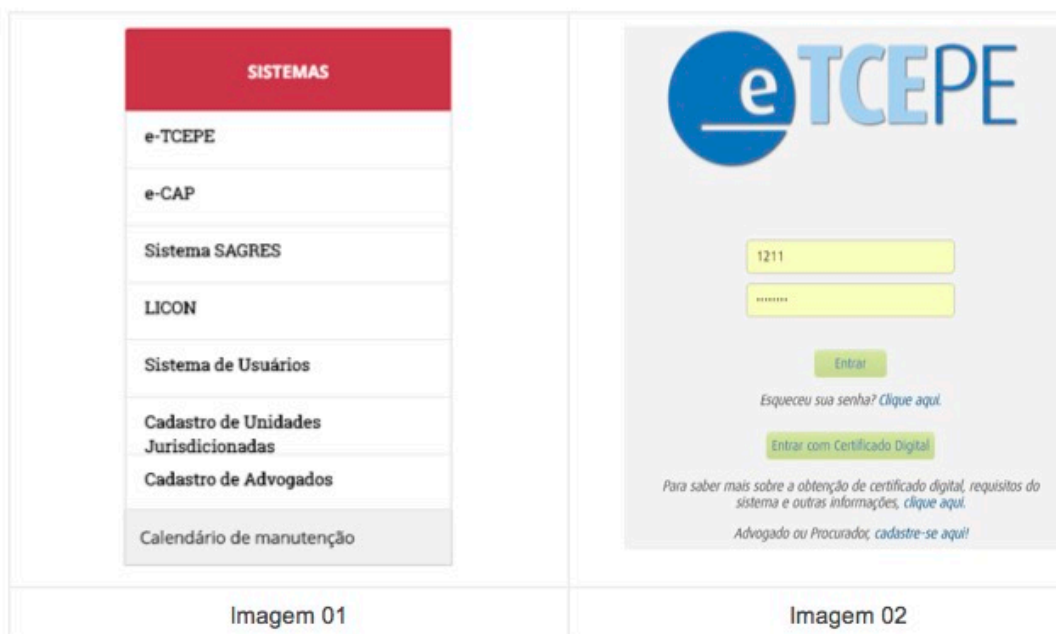 SISTEMAS
e-TCEPE
e-CAP
Sistema SAGRES
LICON
Sistema de Usuários
Cadastro de Unidades
Jurisdicionadas
Cadastro de Advogados
Calendário de manutenção
Imagem 01
e TCEPE
1211
********
Entrar
Esqueceu sua senha? Clique aqui.
Entrar com Certificado Digital
Para saber mais sobre a obtenção de certificado digital, requisitos do
sistema e outras informações, clique aqui.
Advogado ou Procurador, cadastre-se aqui!
Imagem 02